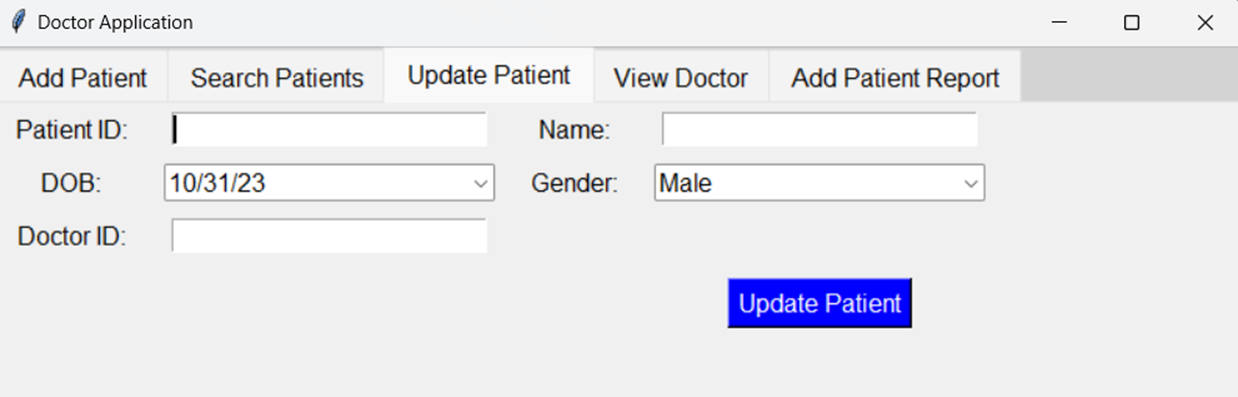 Doctor Application
Add Patient Search Patients Update Patient View Doctor Add Patient Report
Patient ID: Name:
DOB: 10/31/23 Gender: Male
Doctor ID:
Update Patient